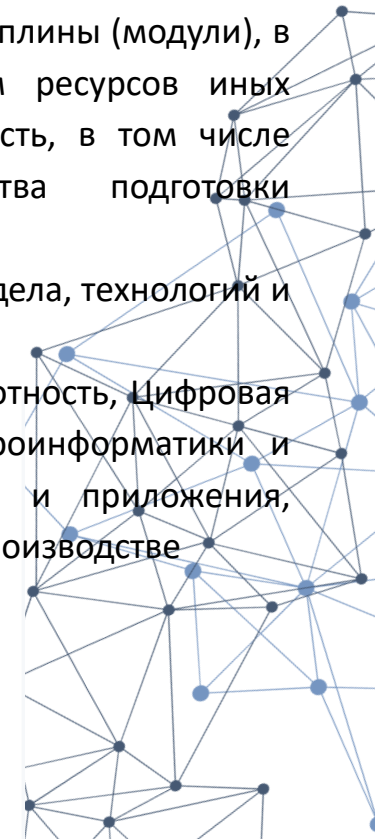 плины (модули), в
м ресурсов иных
сть, в том числе
тва подготовки
дела, технологий и
отность, Цифровая
роинформатики и
и приложения,
оизводстве